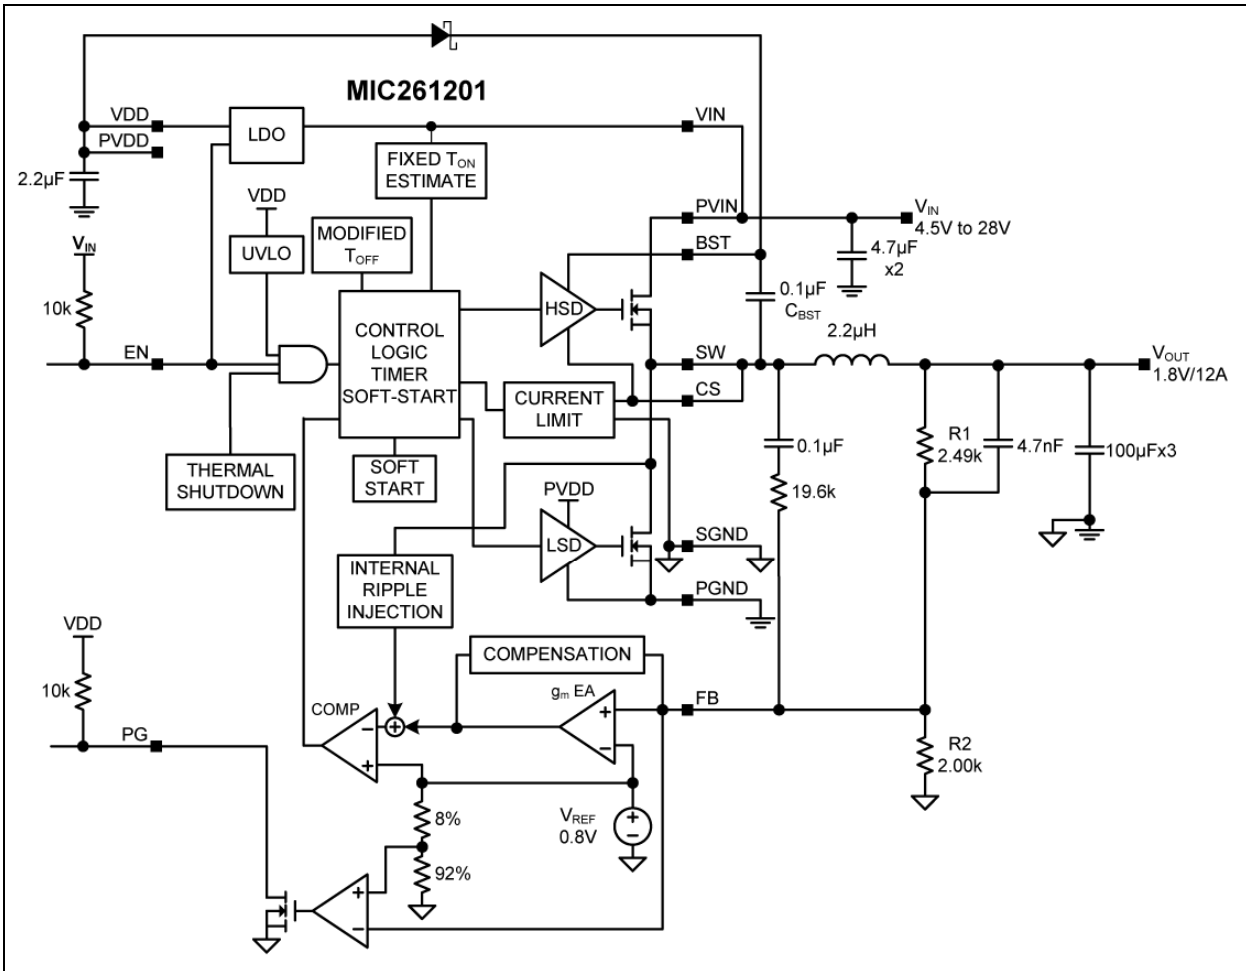 MIC261201
VDD
PVDD
2.2µF
LDO
VIN
FIXED TON
ESTIMATE
VDD
UVLO
MODIFIED
TOFF
PVIN
VIN
4.5V to 28V
BST
4.7µF
x2
VIN
10k
EN
HSD
0.1µF
CBST
2.2µH
CONTROL
LOGIC
TIMER
SOFT-START
SW
VOUT
1.8V/12A
CS
CURRENT
LIMIT
THERMAL
SHUTDOWN
SOFT
START
0.1µF
19.6k
R1
2.49k
4.7nF
100µFx3
PVDD
LSD
SGND
INTERNAL
RIPPLE
INJECTION
PGND
VDD
10k
PG
COMPENSATION
gm EA
FB
COMP
−
+
+
+
−
R2
2.00k
8%
VREF
0.8V
+
−
92%
+
−